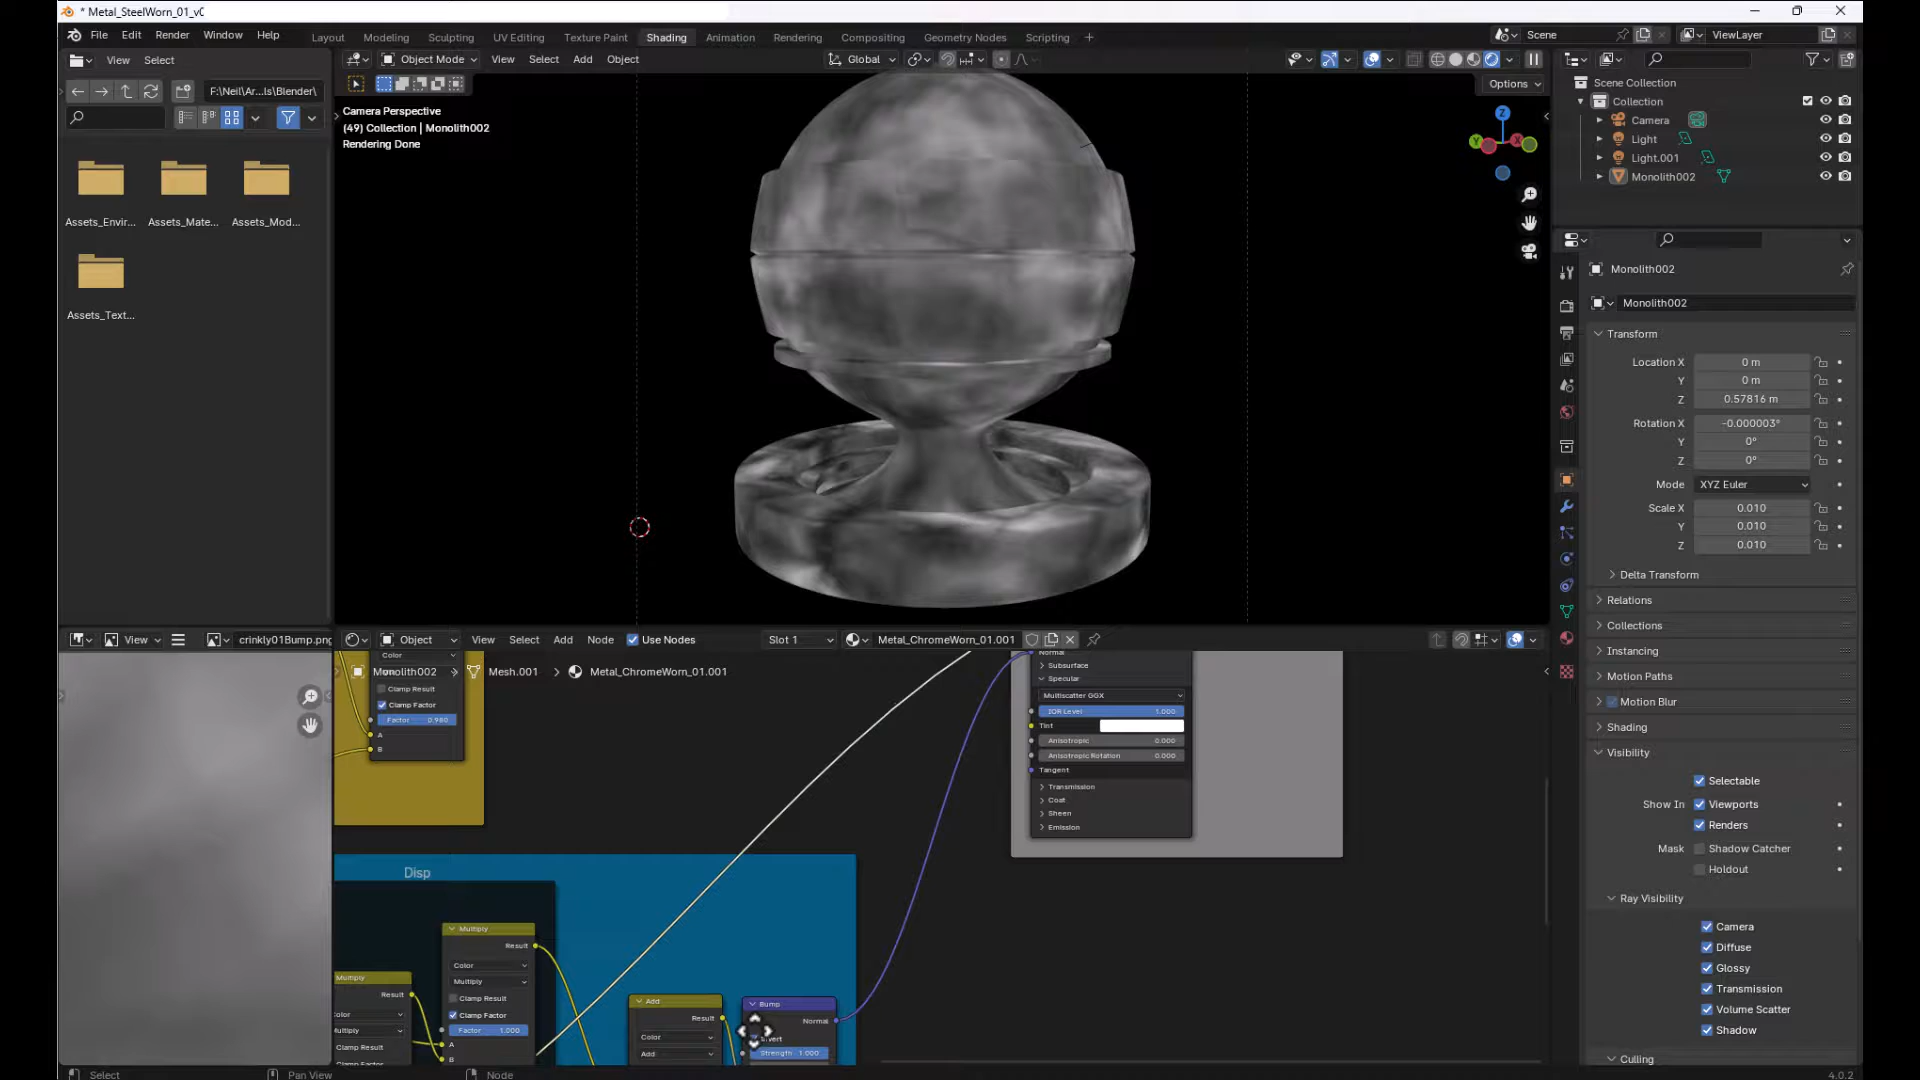 * Metal_SteelWorn_01_v0
File Edit Render Window Help
Layout Modeling Sculpting UV Editing Texture Paint Shading Animation Rendering Compositing Geometry Nodes Scripting +
Scene ViewLayer
View Select
Object Mode View Select Add Object Global
F:\Neil\Ar...ls\Blender\
Options
Camera Perspective
(49) Collection | Monolith002
Rendering Done
Z
Y
X
Assets_Envir...
Assets_Mate...
Assets_Mod...
Assets_Text...
Scene Collection
Collection
Camera
Light
Light.001
Monolith002
Monolith002
Monolith002
Transform
Location X 0 m
Y 0 m
Z 0.57816 m
Rotation X -0.000003°
Y 0°
Z 0°
Mode XYZ Euler
Scale X 0.010
Y 0.010
Z 0.010
Delta Transform
Relations
Collections
Instancing
Motion Paths
Motion Blur
Shading
Visibility
Selectable
Show In Viewports
Renders
Mask Shadow Catcher
Holdout
Ray Visibility
Camera
Diffuse
Glossy
Transmission
Volume Scatter
Shadow
Culling
View
crinkly01Bump.png
Object View Select Add Node Use Nodes Slot 1 Metal_ChromeWorn_01.001
Monolith002 > Mesh.001 > Metal_ChromeWorn_01.001
Color
Clamp Result
Clamp Factor
Factor 0.980
A
B
Normal
Subsurface
Specular
Multiscatter GGX
IOR Level 1.000
Tint
Anisotropic 0.000
Anisotropic Rotation 0.000
Tangent
Transmission
Coat
Sheen
Emission
Disp
Multiply
Result
Color
Multiply
Clamp Result
Clamp Factor
Factor 1.000
A
B
Multiply
Result
Color
Multiply
Clamp Result
Clamp Factor
Add
Result
Color
Add
Bump
Normal
Invert
Strength 1.000
Select
Pan View
Node
4.0.2